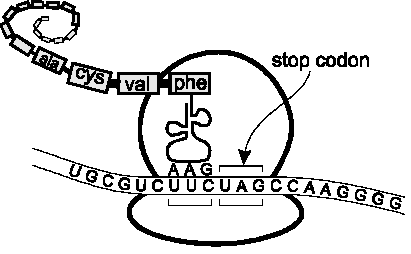 ala cys val phe
stop codon
AAG
UGCGUCUUCUAGCCAAGGGG